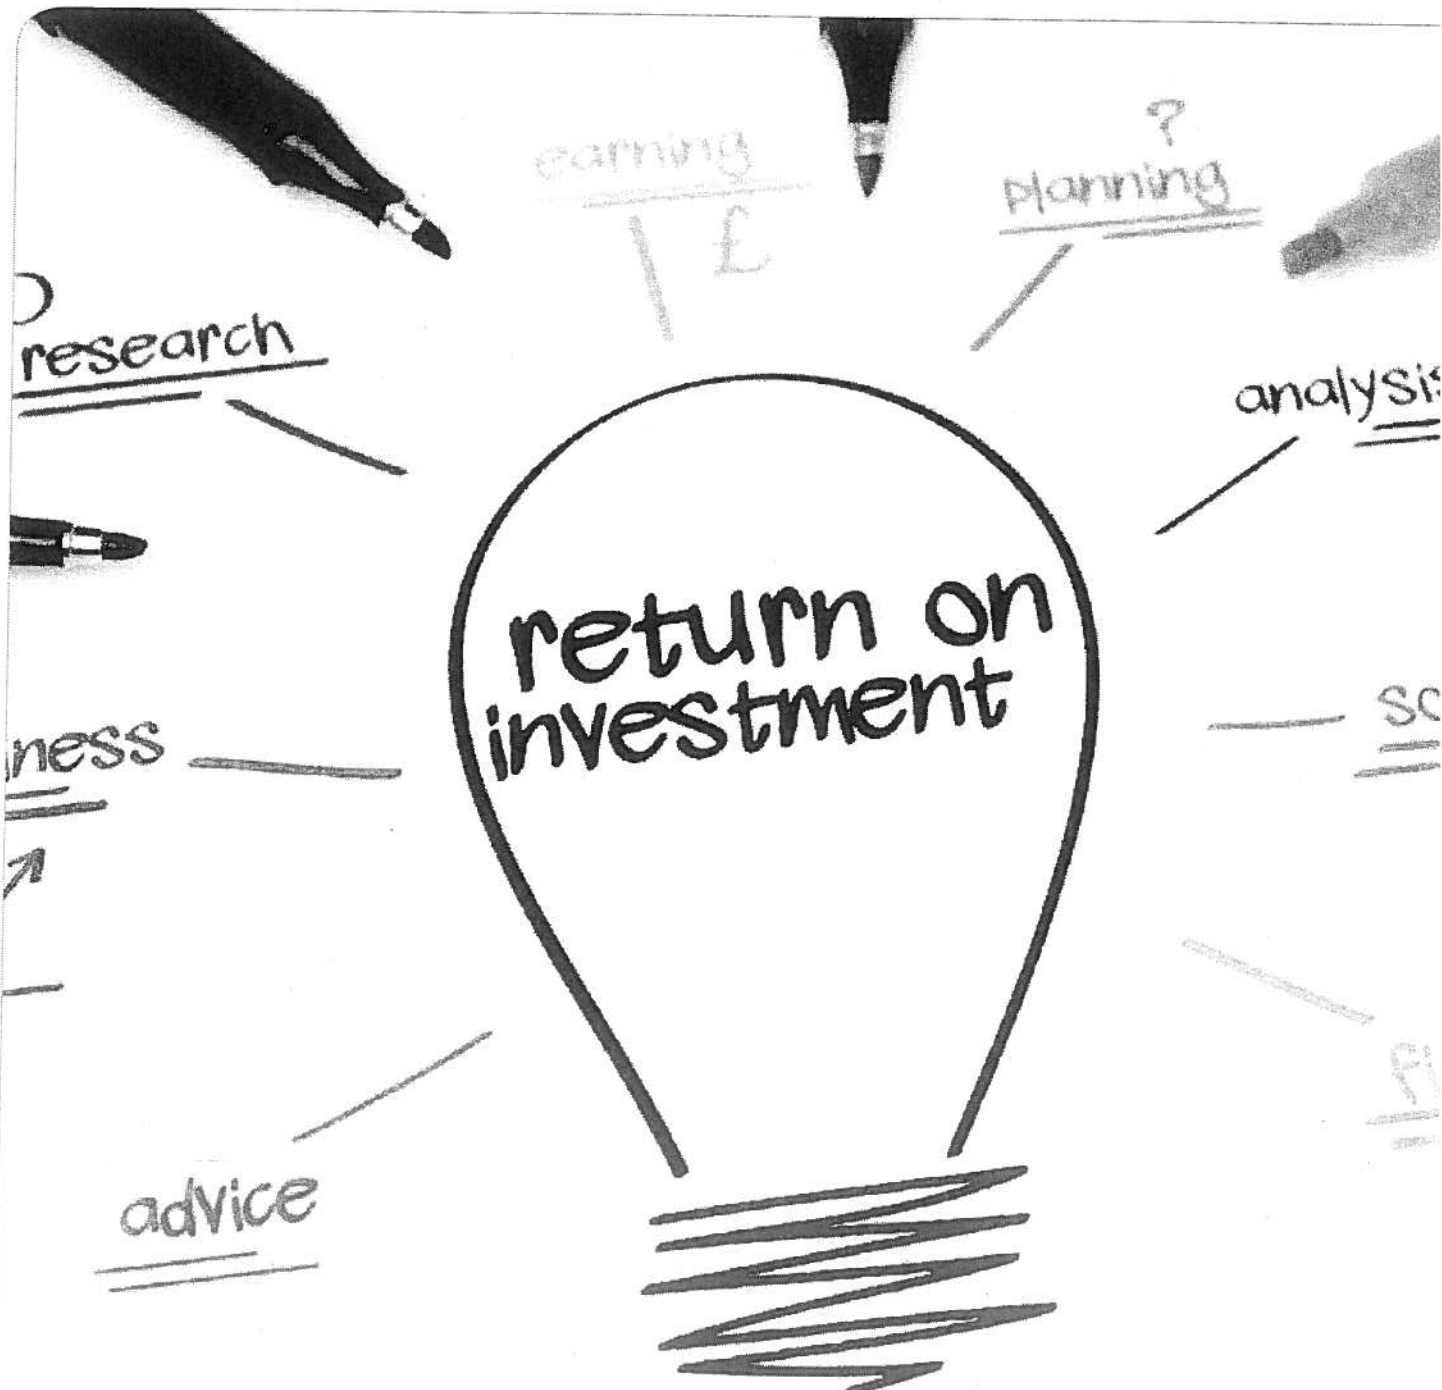 earning
£
?
planning
research
analysis
return on
investment
advice